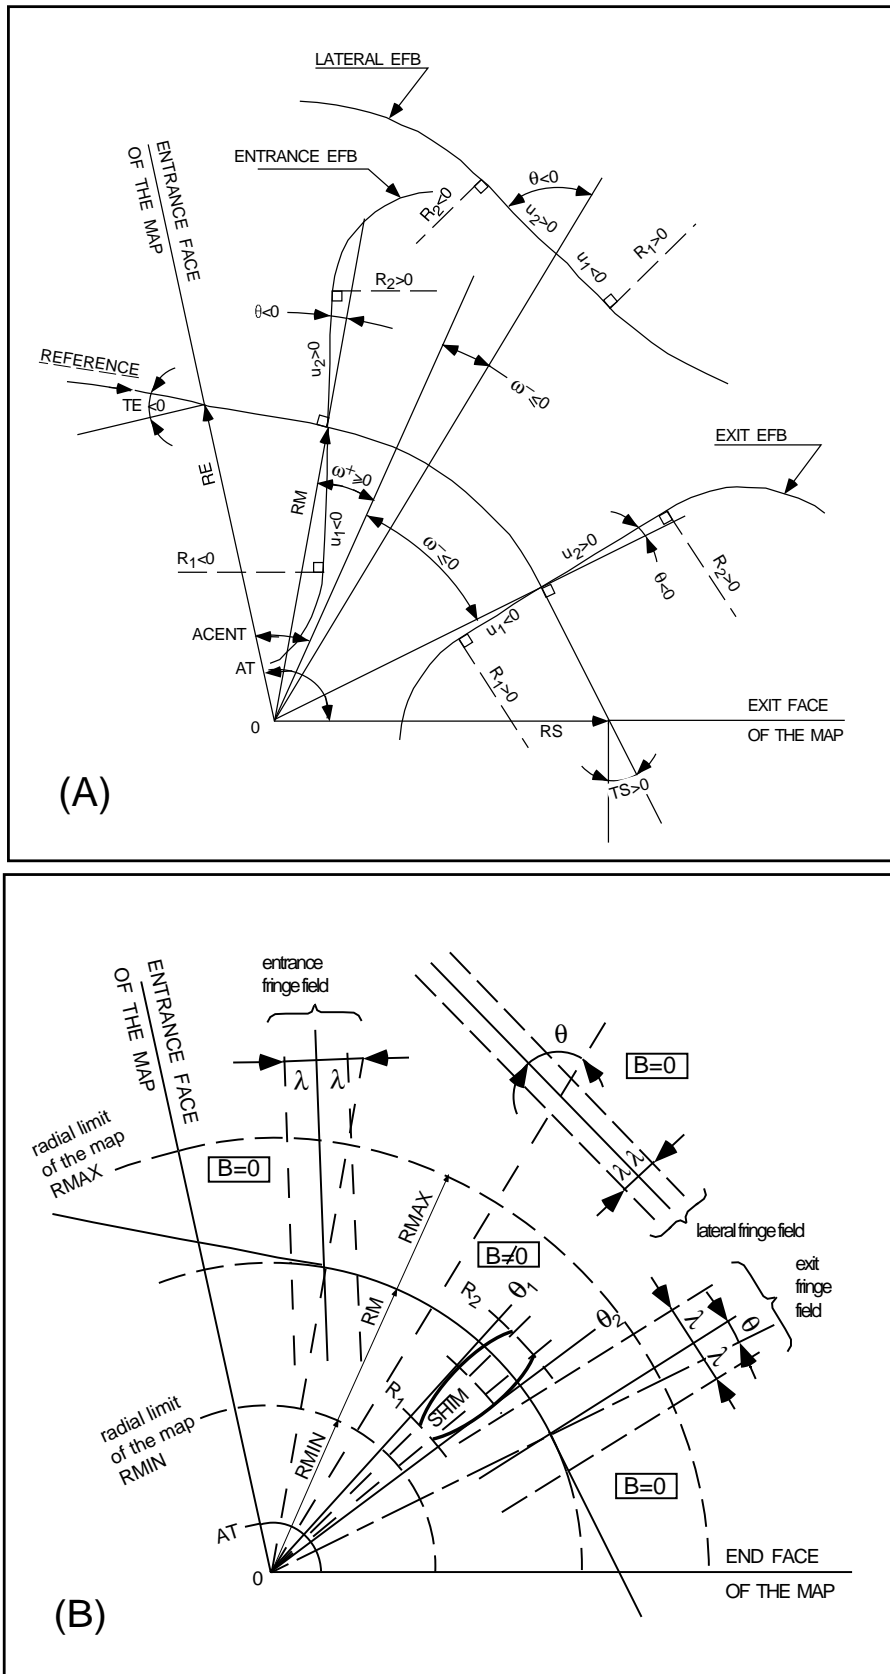 LATERAL EFB
ENTRANCE FACE
OF THE MAP
ENTRANCE EFB
R2<0
θ<0
u2>0
R1>0
u1<0
R2>0
θ<0
u2>0
REFERENCE
TE <0
ω⁻≤0
EXIT EFB
RE
RM
ω⁺≥0
u1<0
ω⁻≤0
u2>0
R1<0
θ<0
R2>0
u1<0
ACENT
AT
R1>0
0
RS
EXIT FACE
OF THE MAP
TS>0
(A)
entrance
fringe field
ENTRANCE FACE
OF THE MAP
θ
B=0
λ λ
radial limit
of the map
RMAX
B=0
λ λ
lateral fringe field
RMAX
B≠0
exit
fringe
field
R2
θ1
RM
θ2
λ
θ
λ
R1
SHIM
radial limit
of the map
RMIN
RMIN
B=0
AT
0
END FACE
OF THE MAP
(B)